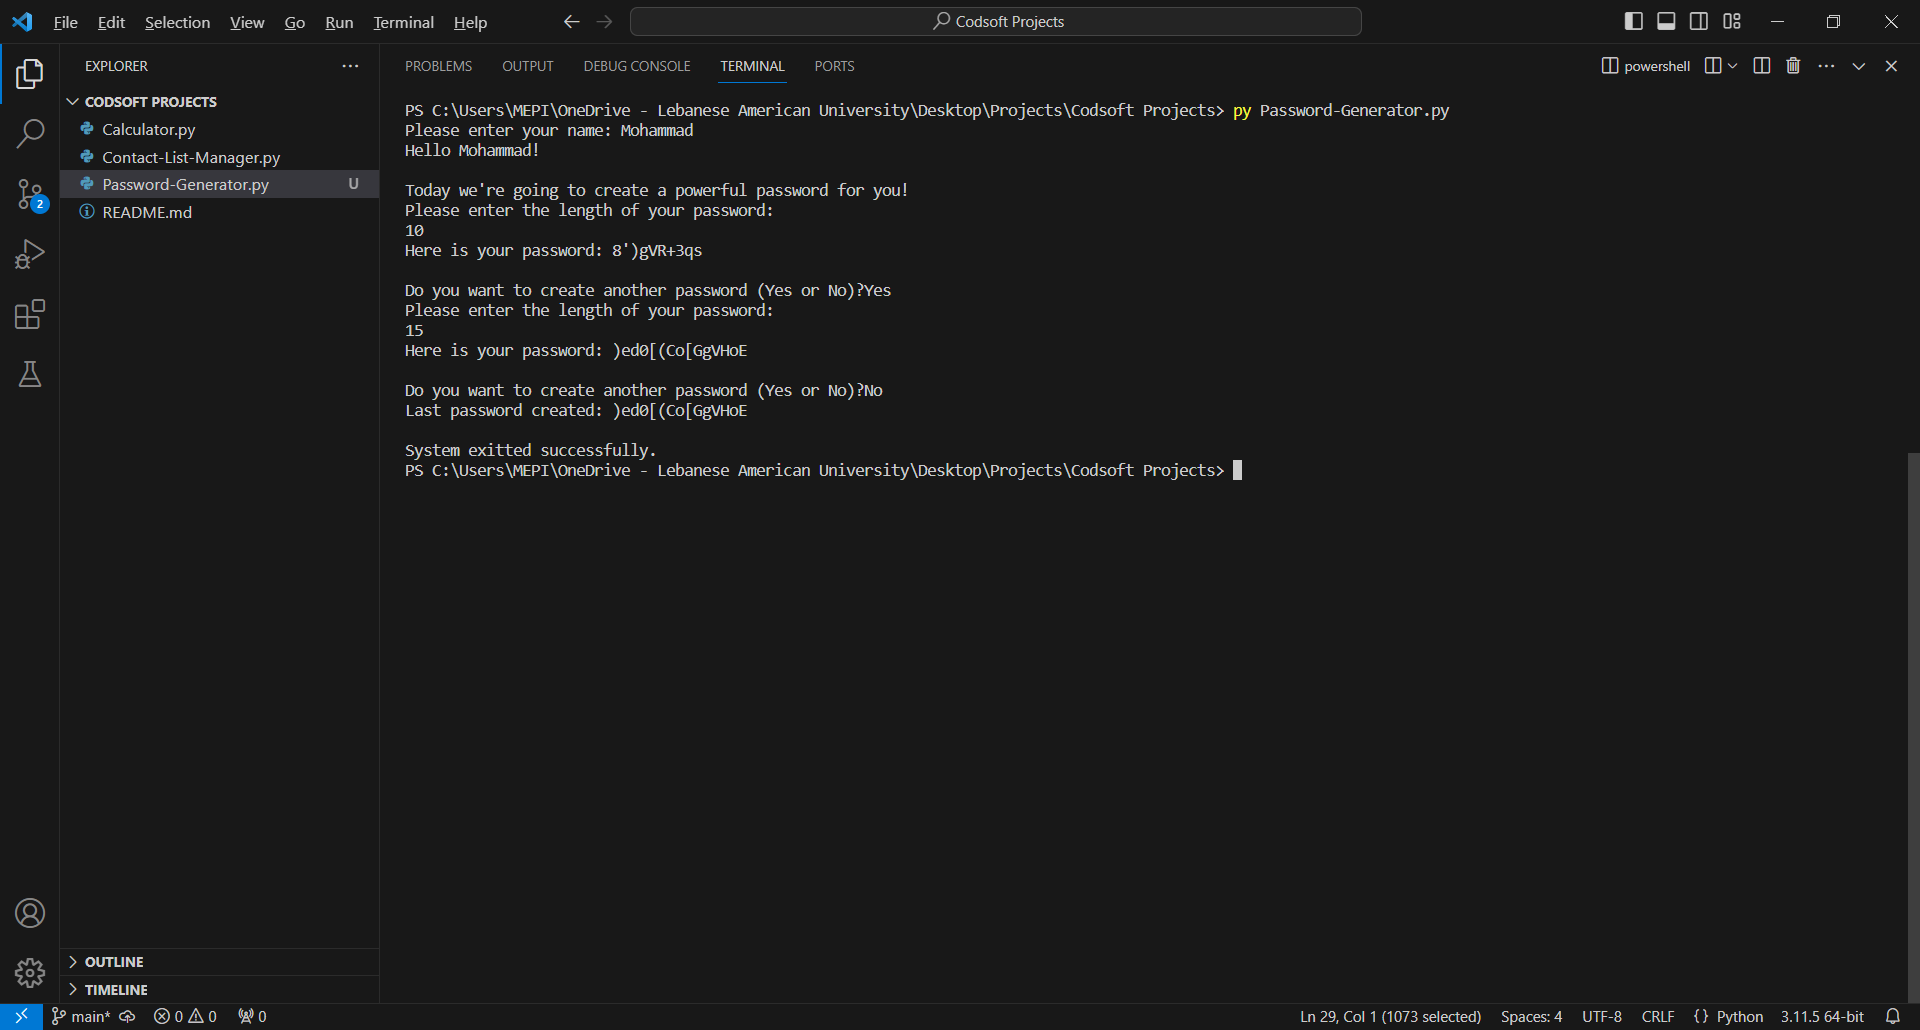 File Edit Selection View Go Run Terminal Help
Codsoft Projects
EXPLORER
CODSOFT PROJECTS
Calculator.py
Contact-List-Manager.py
Password-Generator.py U
README.md
2
OUTLINE
TIMELINE
PROBLEMS OUTPUT DEBUG CONSOLE TERMINAL PORTS
powershell
PS C:\Users\MEPI\OneDrive - Lebanese American University\Desktop\Projects\Codsoft Projects> py Password-Generator.py
Please enter your name: Mohammad
Hello Mohammad!
Today we're going to create a powerful password for you!
Please enter the length of your password:
10
Here is your password: 8')gVR+3qs
Do you want to create another password (Yes or No)?Yes
Please enter the length of your password:
15
Here is your password: )ed0[(Co[GgVHoE
Do you want to create another password (Yes or No)?No
Last password created: )ed0[(Co[GgVHoE
System exitted successfully.
PS C:\Users\MEPI\OneDrive - Lebanese American University\Desktop\Projects\Codsoft Projects>
main* 0 0 0
Ln 29, Col 1 (1073 selected) Spaces: 4 UTF-8 CRLF {} Python 3.11.5 64-bit